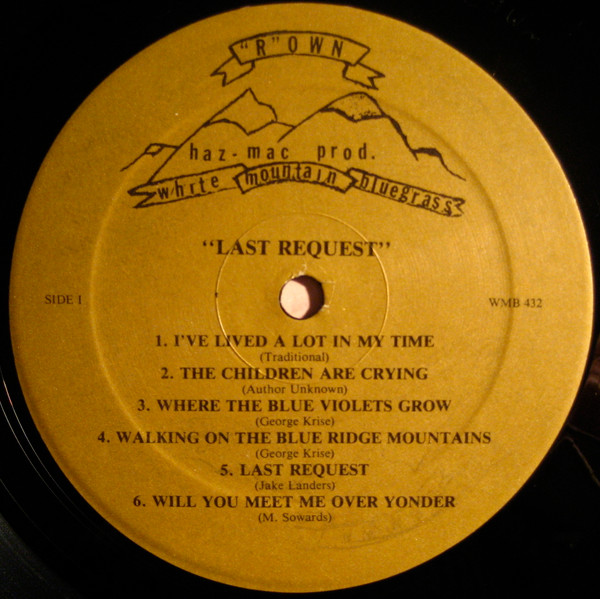 "R" OWN
haz-mac prod.
white mountain bluegrass
"LAST REQUEST"
SIDE 1
WMB 432
1. I'VE LIVED A LOT IN MY TIME
(Traditional)
2. THE CHILDREN ARE CRYING
(Author Unknown)
3. WHERE THE BLUE VIOLETS GROW
(George Krise)
4. WALKING ON THE BLUE RIDGE MOUNTAINS
(George Krise)
5. LAST REQUEST
(Jake Landers)
6. WILL YOU MEET ME OVER YONDER
(M. Sowards)